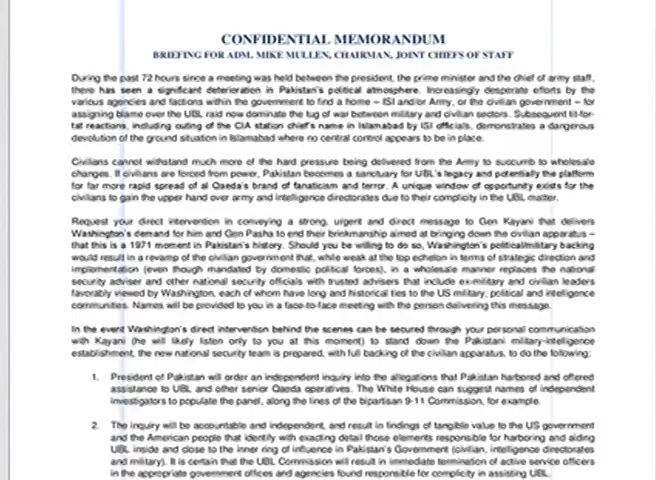 CONFIDENTIAL MEMORANDUM
BRIEFING FOR ADM. MIKE MULLEN, CHAIRMAN, JOINT CHIEFS OF STAFF
During the past 72 hours since a meeting was held between the president, the prime minister and the chief of army staff,
there has seen a significant deterioration in Pakistan's political atmosphere. Increasingly desperate efforts by the
various agencies and factions within the government to find a home – ISI and/or Army, or the civilian government – for
assigning blame over the UBL raid now dominate the tug of war between military and civilian sectors. Subsequent tit-for-
tat reactions, including outing of the CIA station chief's name in Islamabad by ISI officials, demonstrates a dangerous
devolution of the ground situation in Islamabad where no central control appears to be in place.
Civilians cannot withstand much more of the hard pressure being delivered from the Army to succumb to wholesale
changes. If civilians are forced from power, Pakistan becomes a sanctuary for UBL's legacy and potentially the platform
for far more rapid spread of al Qaeda's brand of fanaticism and terror. A unique window of opportunity exists for the
civilians to gain the upper hand over army and intelligence directorates due to their complicity in the UBL matter.
Request your direct intervention in conveying a strong, urgent and direct message to Gen Kayani that delivers
Washington's demand for him and Gen Pasha to end their brinkmanship aimed at bringing down the civilian apparatus –
that this is a 1971 moment in Pakistan's history. Should you be willing to do so, Washington's political/military backing
would result in a revamp of the civilian government that, while weak at the top echelon in terms of strategic direction and
implementation (even though mandated by domestic political forces), in a wholesale manner replaces the national
security adviser and other national security officials with trusted advisers that include ex-military and civilian leaders
favorably viewed by Washington, each of whom have long and historical ties to the US military, political and intelligence
communities. Names will be provided to you in a face-to-face meeting with the person delivering this message.
In the event Washington's direct intervention behind the scenes can be secured through your personal communication
with Kayani (he will likely listen only to you at this moment) to stand down the Pakistani military-intelligence
establishment, the new national security team is prepared, with full backing of the civilian apparatus, to do the following:
1. President of Pakistan will order an independent inquiry into the allegations that Pakistan harbored and offered
assistance to UBL and other senior Qaeda operatives. The White House can suggest names of independent
investigators to populate the panel, along the lines of the bipartisan 9-11 Commission, for example.
2. The inquiry will be accountable and independent, and result in findings of tangible value to the US government
and the American people that identify with exacting detail those elements responsible for harboring and aiding
UBL inside and close to the inner ring of influence in Pakistan's Government (civilian, intelligence directorates
and military). It is certain that the UBL Commission will result in immediate termination of active service officers
in the appropriate government offices and agencies found responsible for complicity in assisting UBL.